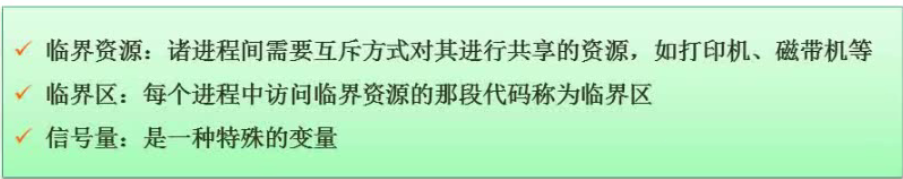 ✓ 临界资源：诸进程间需要互斥方式对其进行共享的资源，如打印机、磁带机等
✓ 临界区：每个进程中访问临界资源的那段代码称为临界区
✓ 信号量：是一种特殊的变量